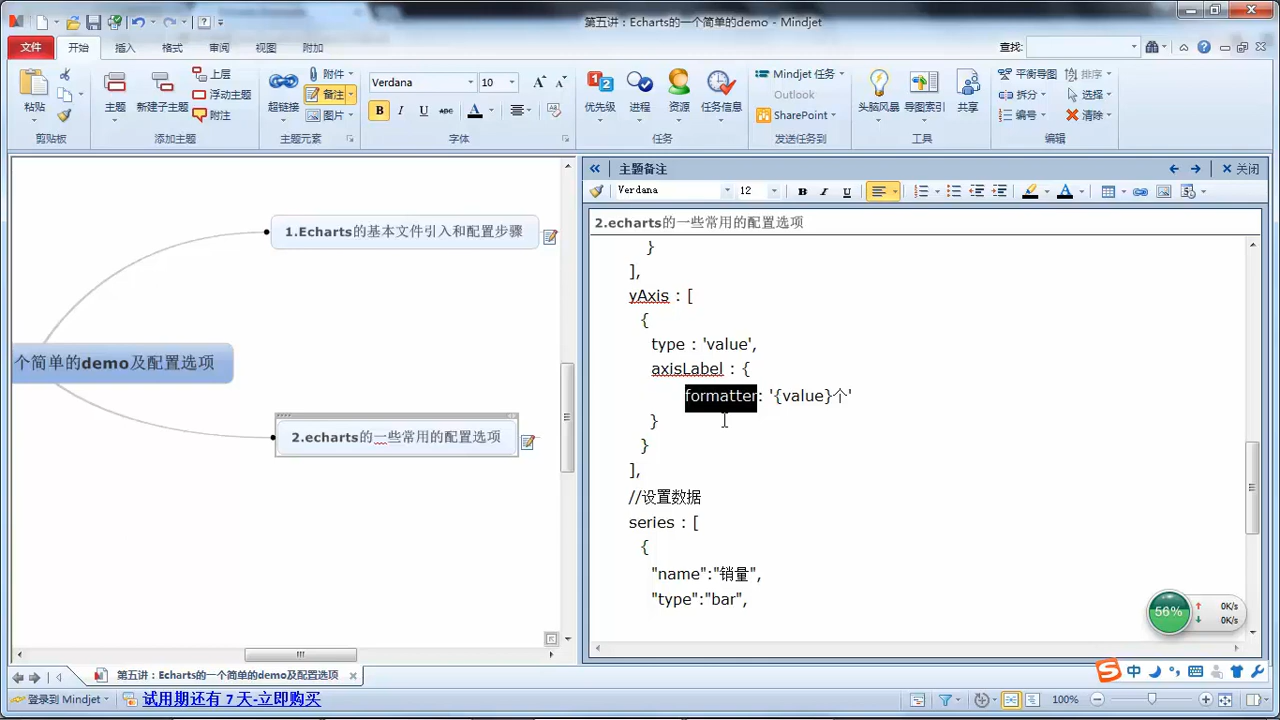 第五讲：Echarts的一个简单的demo - Mindjet
文件 开始 插入 格式 审阅 视图 附加 查找:
粘贴
剪贴板
主题 新建子主题
上层
浮动主题
附注
添加主题
超链接
附件
备注
图片
主题元素
Verdana 10
B I U abc A
字体
优先级 进程 资源 任务信息
任务
Mindjet 任务
Outlook
SharePoint
发送任务到
头脑风暴 导图索引 共享
工具
平衡导图 排序
拆分 选择
编号 清除
编辑
1.Echarts的基本文件引入和配置步骤
个简单的demo及配置选项
2.echarts的一些常用的配置选项
主题备注 关闭
Verdana 12 B I U A
2.echarts的一些常用的配置选项
}
],
yAxis : [
{
type : 'value',
axisLabel : {
formatter: '{value}个'
}
}
],
//设置数据
series : [
{
"name":"销量",
"type":"bar",
56% 0K/s
0K/s
第五讲：Echarts的一个简单的demo及配置选项
中
登录到 Mindjet 试用期还有 7 天-立即购买 100%